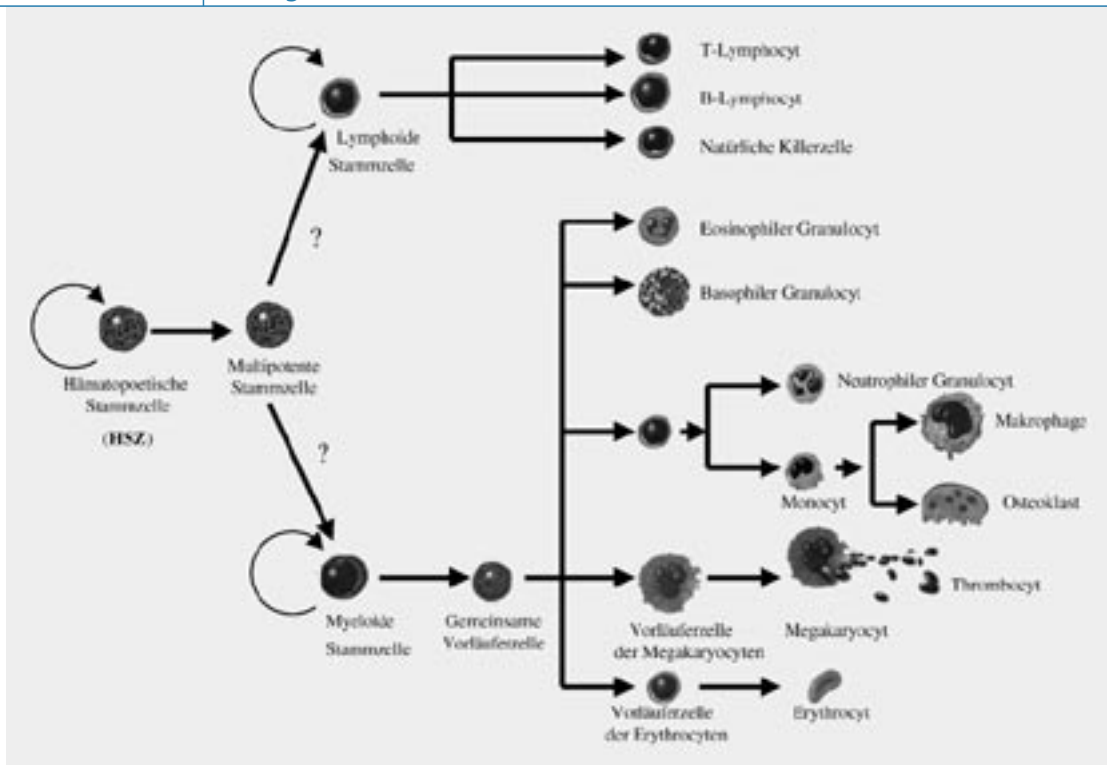 T-Lymphocyt
B-Lymphocyt
Natürliche Killerzelle
Lymphoide
Stammzelle
?
Eosinophiler Granulocyt
Basophiler Granulocyt
Hämatopoetische
Stammzelle
(HSZ)
Multipotente
Stammzelle
Neutrophiler Granulocyt
Makrophage
Monocyt
Osteoklast
?
Myeloide
Stammzelle
Gemeinsame
Vorläuferzelle
Vorläuferzelle
der Megakaryocyten
Megakaryocyt
Thrombocyt
Vorläuferzelle
der Erythrocyten
Erythrocyt